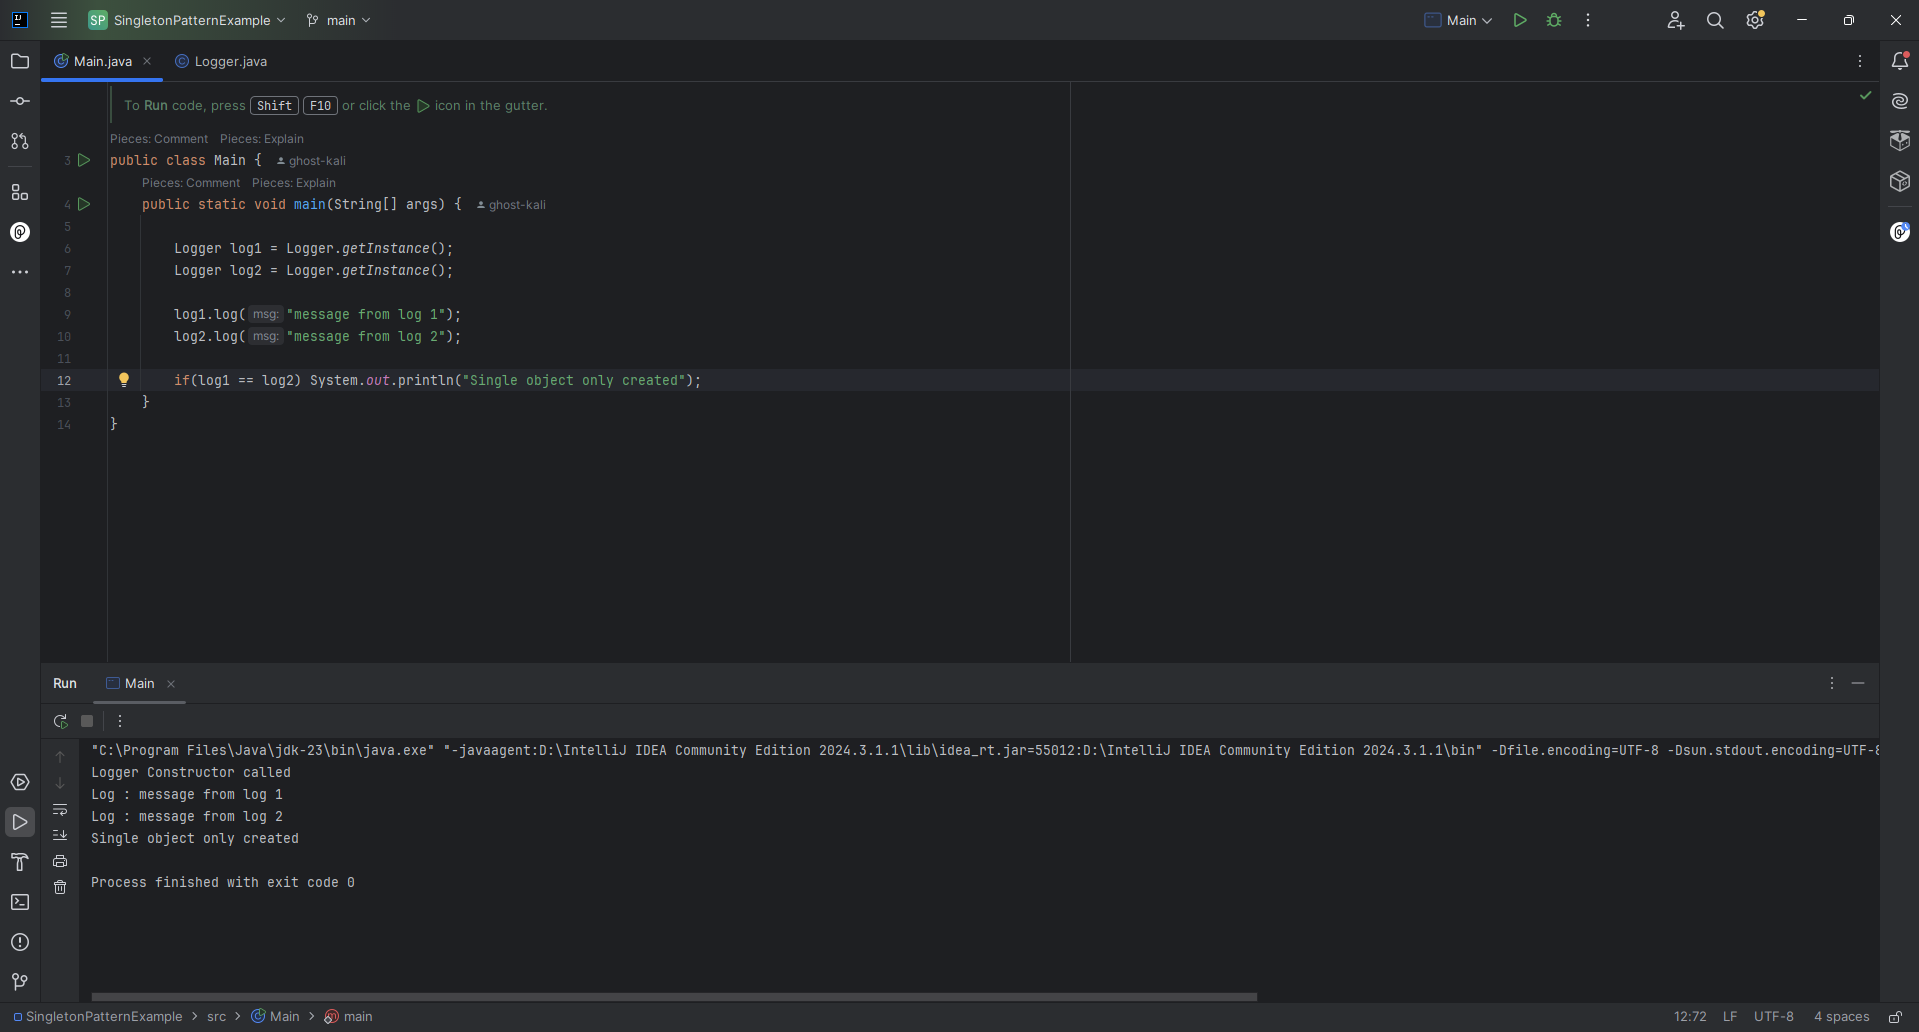 SP SingletonPatternExample main Main
Main.java Logger.java
To Run code, press Shift F10 or click the icon in the gutter.
Pieces: Comment Pieces: Explain
3 public class Main { ghost-kali
Pieces: Comment Pieces: Explain
4 public static void main(String[] args) { ghost-kali
5
6 Logger log1 = Logger.getInstance();
7 Logger log2 = Logger.getInstance();
8
9 log1.log( msg: "message from log 1");
10 log2.log( msg: "message from log 2");
11
12 if(log1 == log2) System.out.println("Single object only created");
13 }
14 }
Run Main
"C:\Program Files\Java\jdk-23\bin\java.exe" "-javaagent:D:\IntelliJ IDEA Community Edition 2024.3.1.1\lib\idea_rt.jar=55012:D:\IntelliJ IDEA Community Edition 2024.3.1.1\bin" -Dfile.encoding=UTF-8 -Dsun.stdout.encoding=UTF-8
Logger Constructor called
Log : message from log 1
Log : message from log 2
Single object only created
Process finished with exit code 0
SingletonPatternExample > src > Main > main 12:72 LF UTF-8 4 spaces